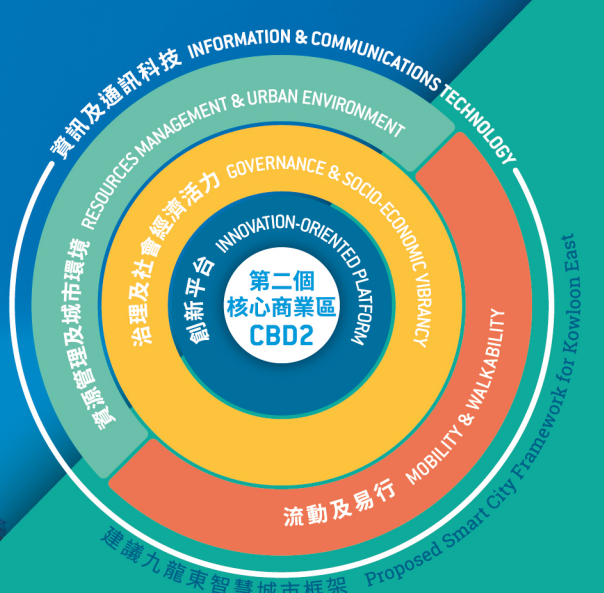 資訊及通訊科技 INFORMATION & COMMUNICATIONS TECHNOLOGY
資源管理及城市環境 RESOURCES MANAGEMENT & URBAN ENVIRONMENT
治理及社會經濟活力 GOVERNANCE & SOCIO-ECONOMIC VIBRANCY
創新平台 INNOVATION-ORIENTED PLATFORM
第二個
核心商業區
CBD2
流動及易行 MOBILITY & WALKABILITY
建議九龍東智慧城市框架 Proposed Smart City Framework for Kowloon East